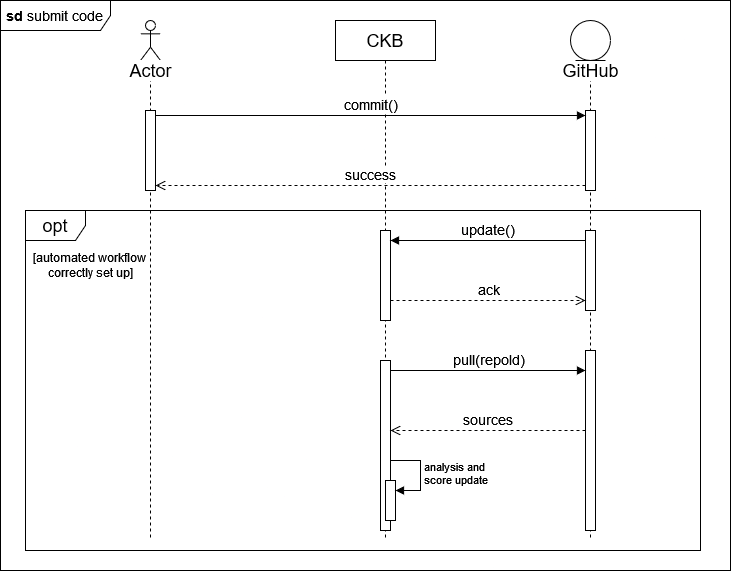 sd submit code
Actor
CKB
GitHub
commit()
success
opt
[automated workflow
correctly set up]
update()
ack
pull(repoId)
sources
analysis and
score update